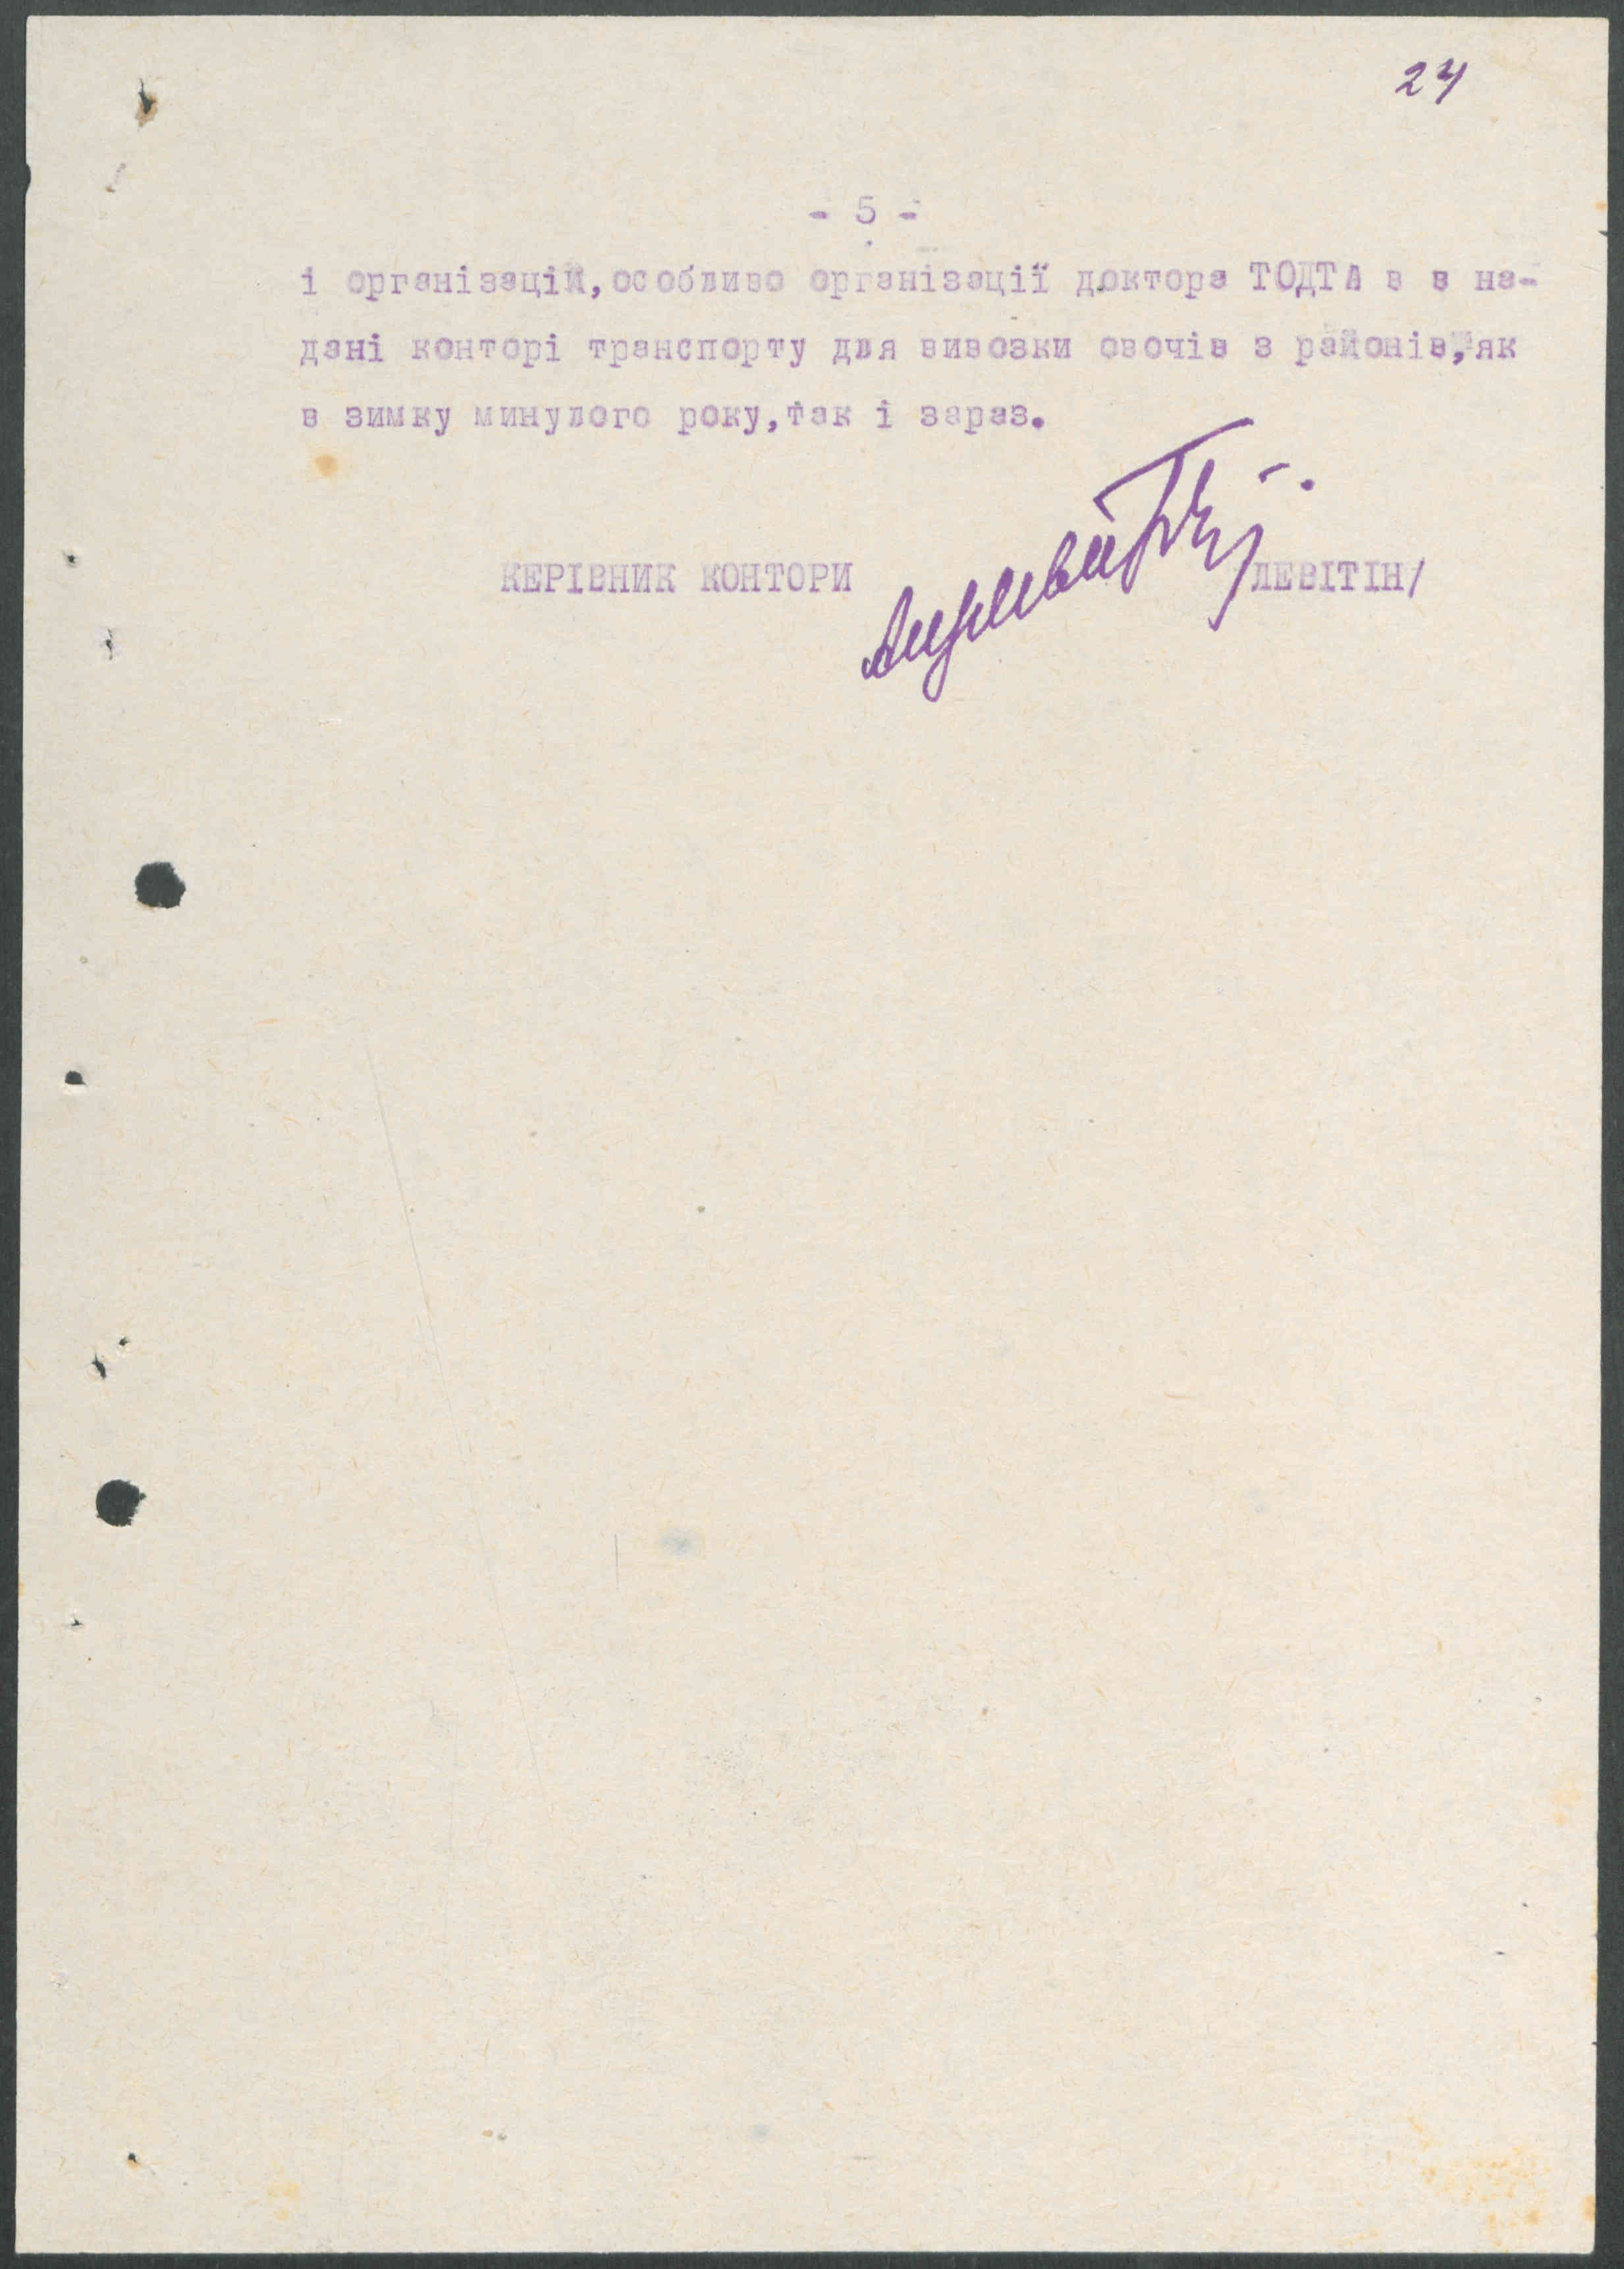 24
- 5 -
і організацій,особливо організації доктора ТОДТА в в на-
дані конторі транспорту для вивозки овочів з районів,як
в зимку минулого року,так і зараз.
КЕРІВНИК КОНТОРИ /ЛЕВІТІН/